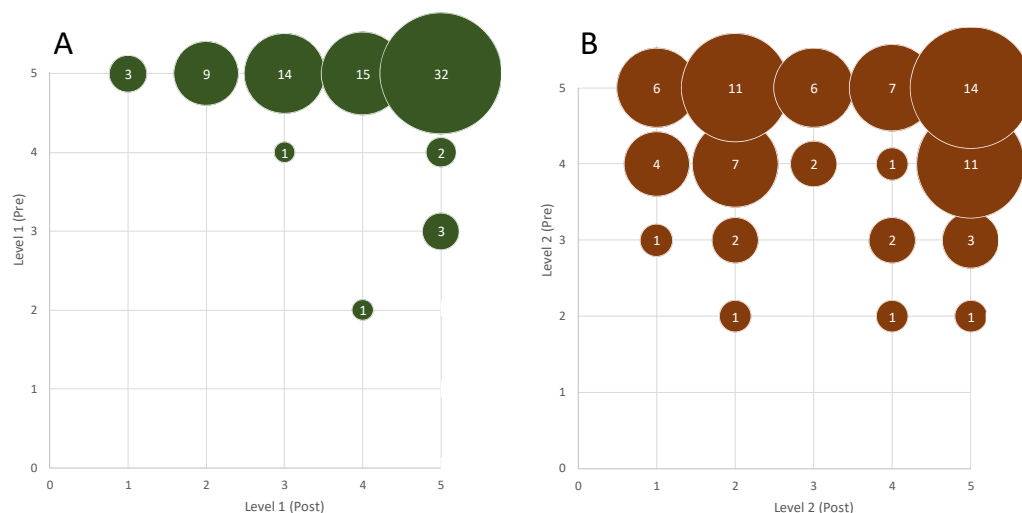 A
5
4
3
2
1
0
3 9 14 15 32
1 2
3
1
0 1 2 3 4 5
Level 1 (Post)
Level 1 (Pre)
B
5
4
3
2
1
0
6 11 6 7 14
4 7 2 1 11
1 2 2 3
1 1 1
0 1 2 3 4 5
Level 2 (Post)
Level 2 (Pre)